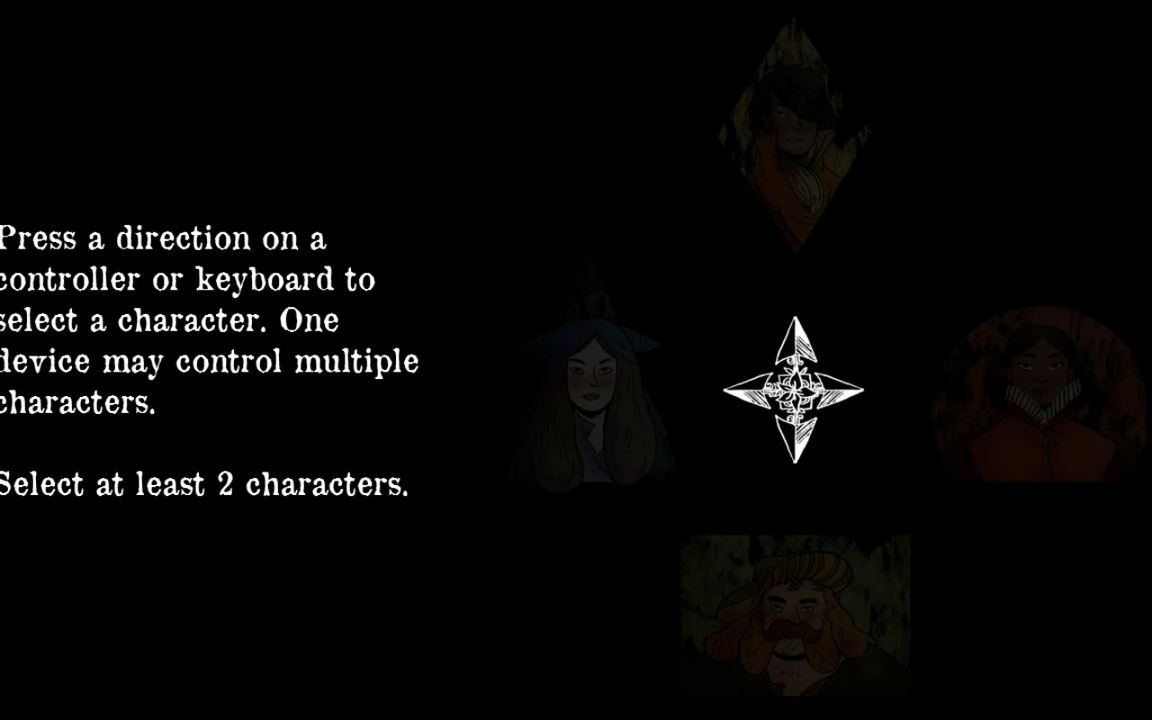 Press a direction on a
controller or keyboard to
select a character. One
device may control multiple
characters.
Select at least 2 characters.